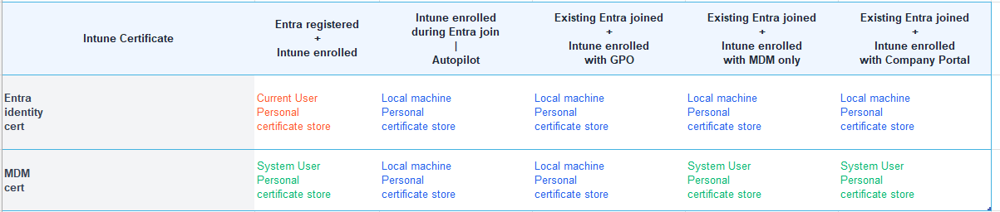 Intune Certificate
Entra registered
+
Intune enrolled
Intune enrolled
during Entra join
|
Autopilot
Existing Entra joined
+
Intune enrolled
with GPO
Existing Entra joined
+
Intune enrolled
with MDM only
Existing Entra joined
+
Intune enrolled
with Company Portal
Entra
identity
cert
Current User
Personal
certificate store
Local machine
Personal
certificate store
Local machine
Personal
certificate store
Local machine
Personal
certificate store
Local machine
Personal
certificate store
MDM
cert
System User
Personal
certificate store
Local machine
Personal
certificate store
Local machine
Personal
certificate store
System User
Personal
certificate store
System User
Personal
certificate store